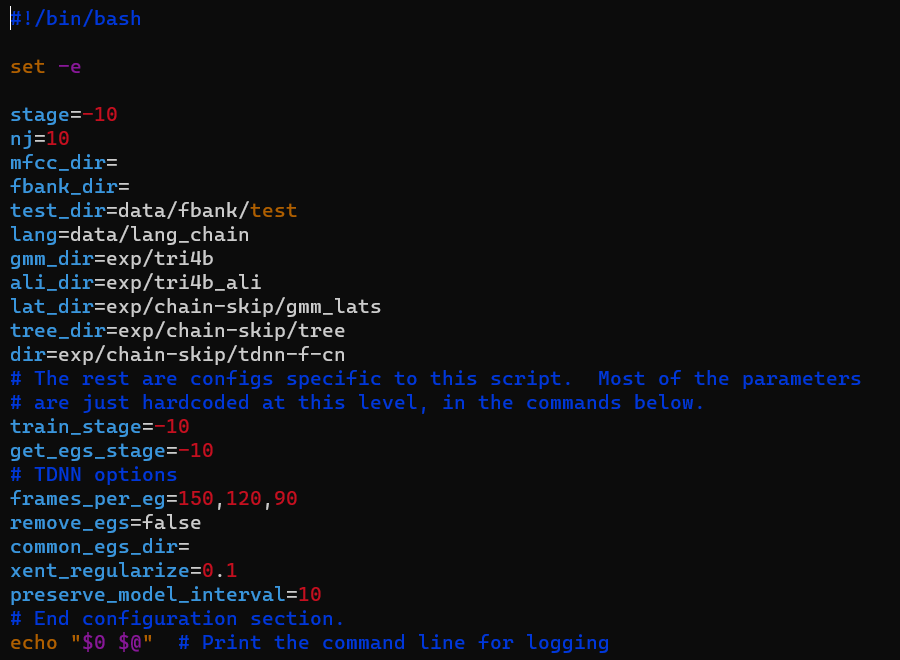 #!/bin/bash

set -e

stage=-10
nj=10
mfcc_dir=
fbank_dir=
test_dir=data/fbank/test
lang=data/lang_chain
gmm_dir=exp/tri4b
ali_dir=exp/tri4b_ali
lat_dir=exp/chain-skip/gmm_lats
tree_dir=exp/chain-skip/tree
dir=exp/chain-skip/tdnn-f-cn
# The rest are configs specific to this script.  Most of the parameters
# are just hardcoded at this level, in the commands below.
train_stage=-10
get_egs_stage=-10
# TDNN options
frames_per_eg=150,120,90
remove_egs=false
common_egs_dir=
xent_regularize=0.1
preserve_model_interval=10
# End configuration section.
echo "$0 $@"  # Print the command line for logging